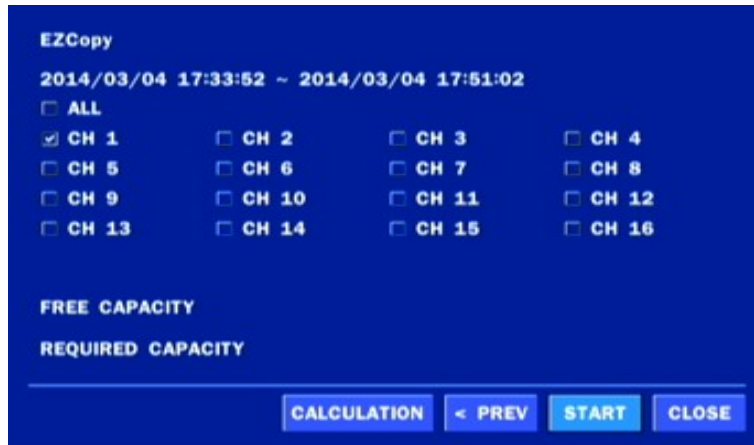 EZCopy
2014/03/04 17:33:52 ~ 2014/03/04 17:51:02
ALL
CH 1 CH 2 CH 3 CH 4
CH 5 CH 6 CH 7 CH 8
CH 9 CH 10 CH 11 CH 12
CH 13 CH 14 CH 15 CH 16
FREE CAPACITY
REQUIRED CAPACITY
CALCULATION < PREV START CLOSE